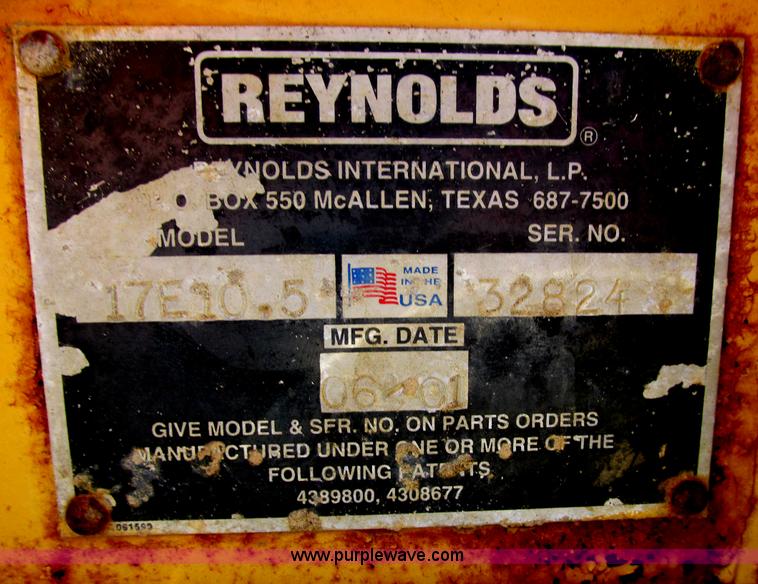 REYNOLDS ®
REYNOLDS INTERNATIONAL, L.P.
BOX 550 McALLEN, TEXAS 687-7500
MODEL SER. NO.
17E10.5 MADE IN THE USA 32824
MFG. DATE
06-01
GIVE MODEL & SER. NO. ON PARTS ORDERS
MANUFACTURED UNDER ONE OR MORE OF THE
FOLLOWING PATENTS
4389800, 4308677
061593
www.purplewave.com